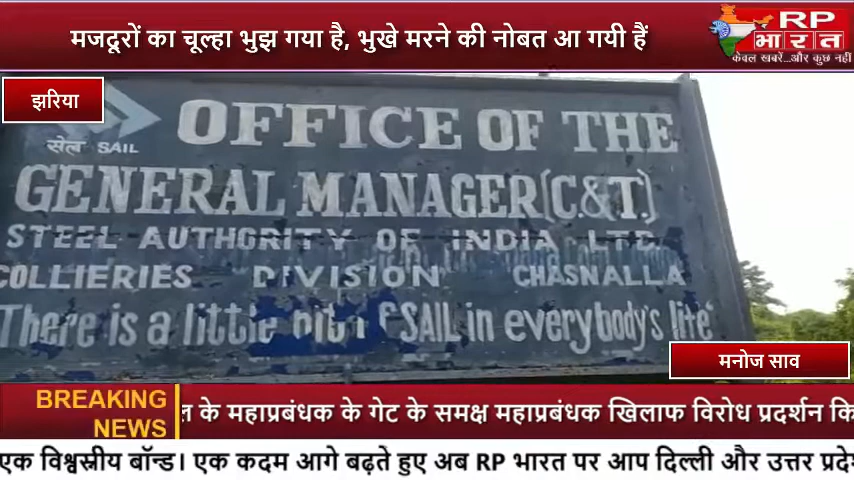 मजदूरों का चूल्हा भुझ गया है, भुखे मरने की नोबत आ गयी हैं
RP
भारत
केवल खबरें...और कुछ नहीं
झरिया
सेल SAIL
OFFICE OF THE
GENERAL MANAGER(C.&T.)
STEEL AUTHORITY OF INDIA LTD.
COLLIERIES DIVISION CHASNALLA
There is a little bit of SAIL in everybody's life
मनोज साव
BREAKING
NEWS
के महाप्रबंधक के गेट के समक्ष महाप्रबंधक खिलाफ विरोध प्रदर्शन कि
एक विश्वस्रीय बॉन्ड। एक कदम आगे बढ़ते हुए अब RP भारत पर आप दिल्ली और उत्तर प्रदे